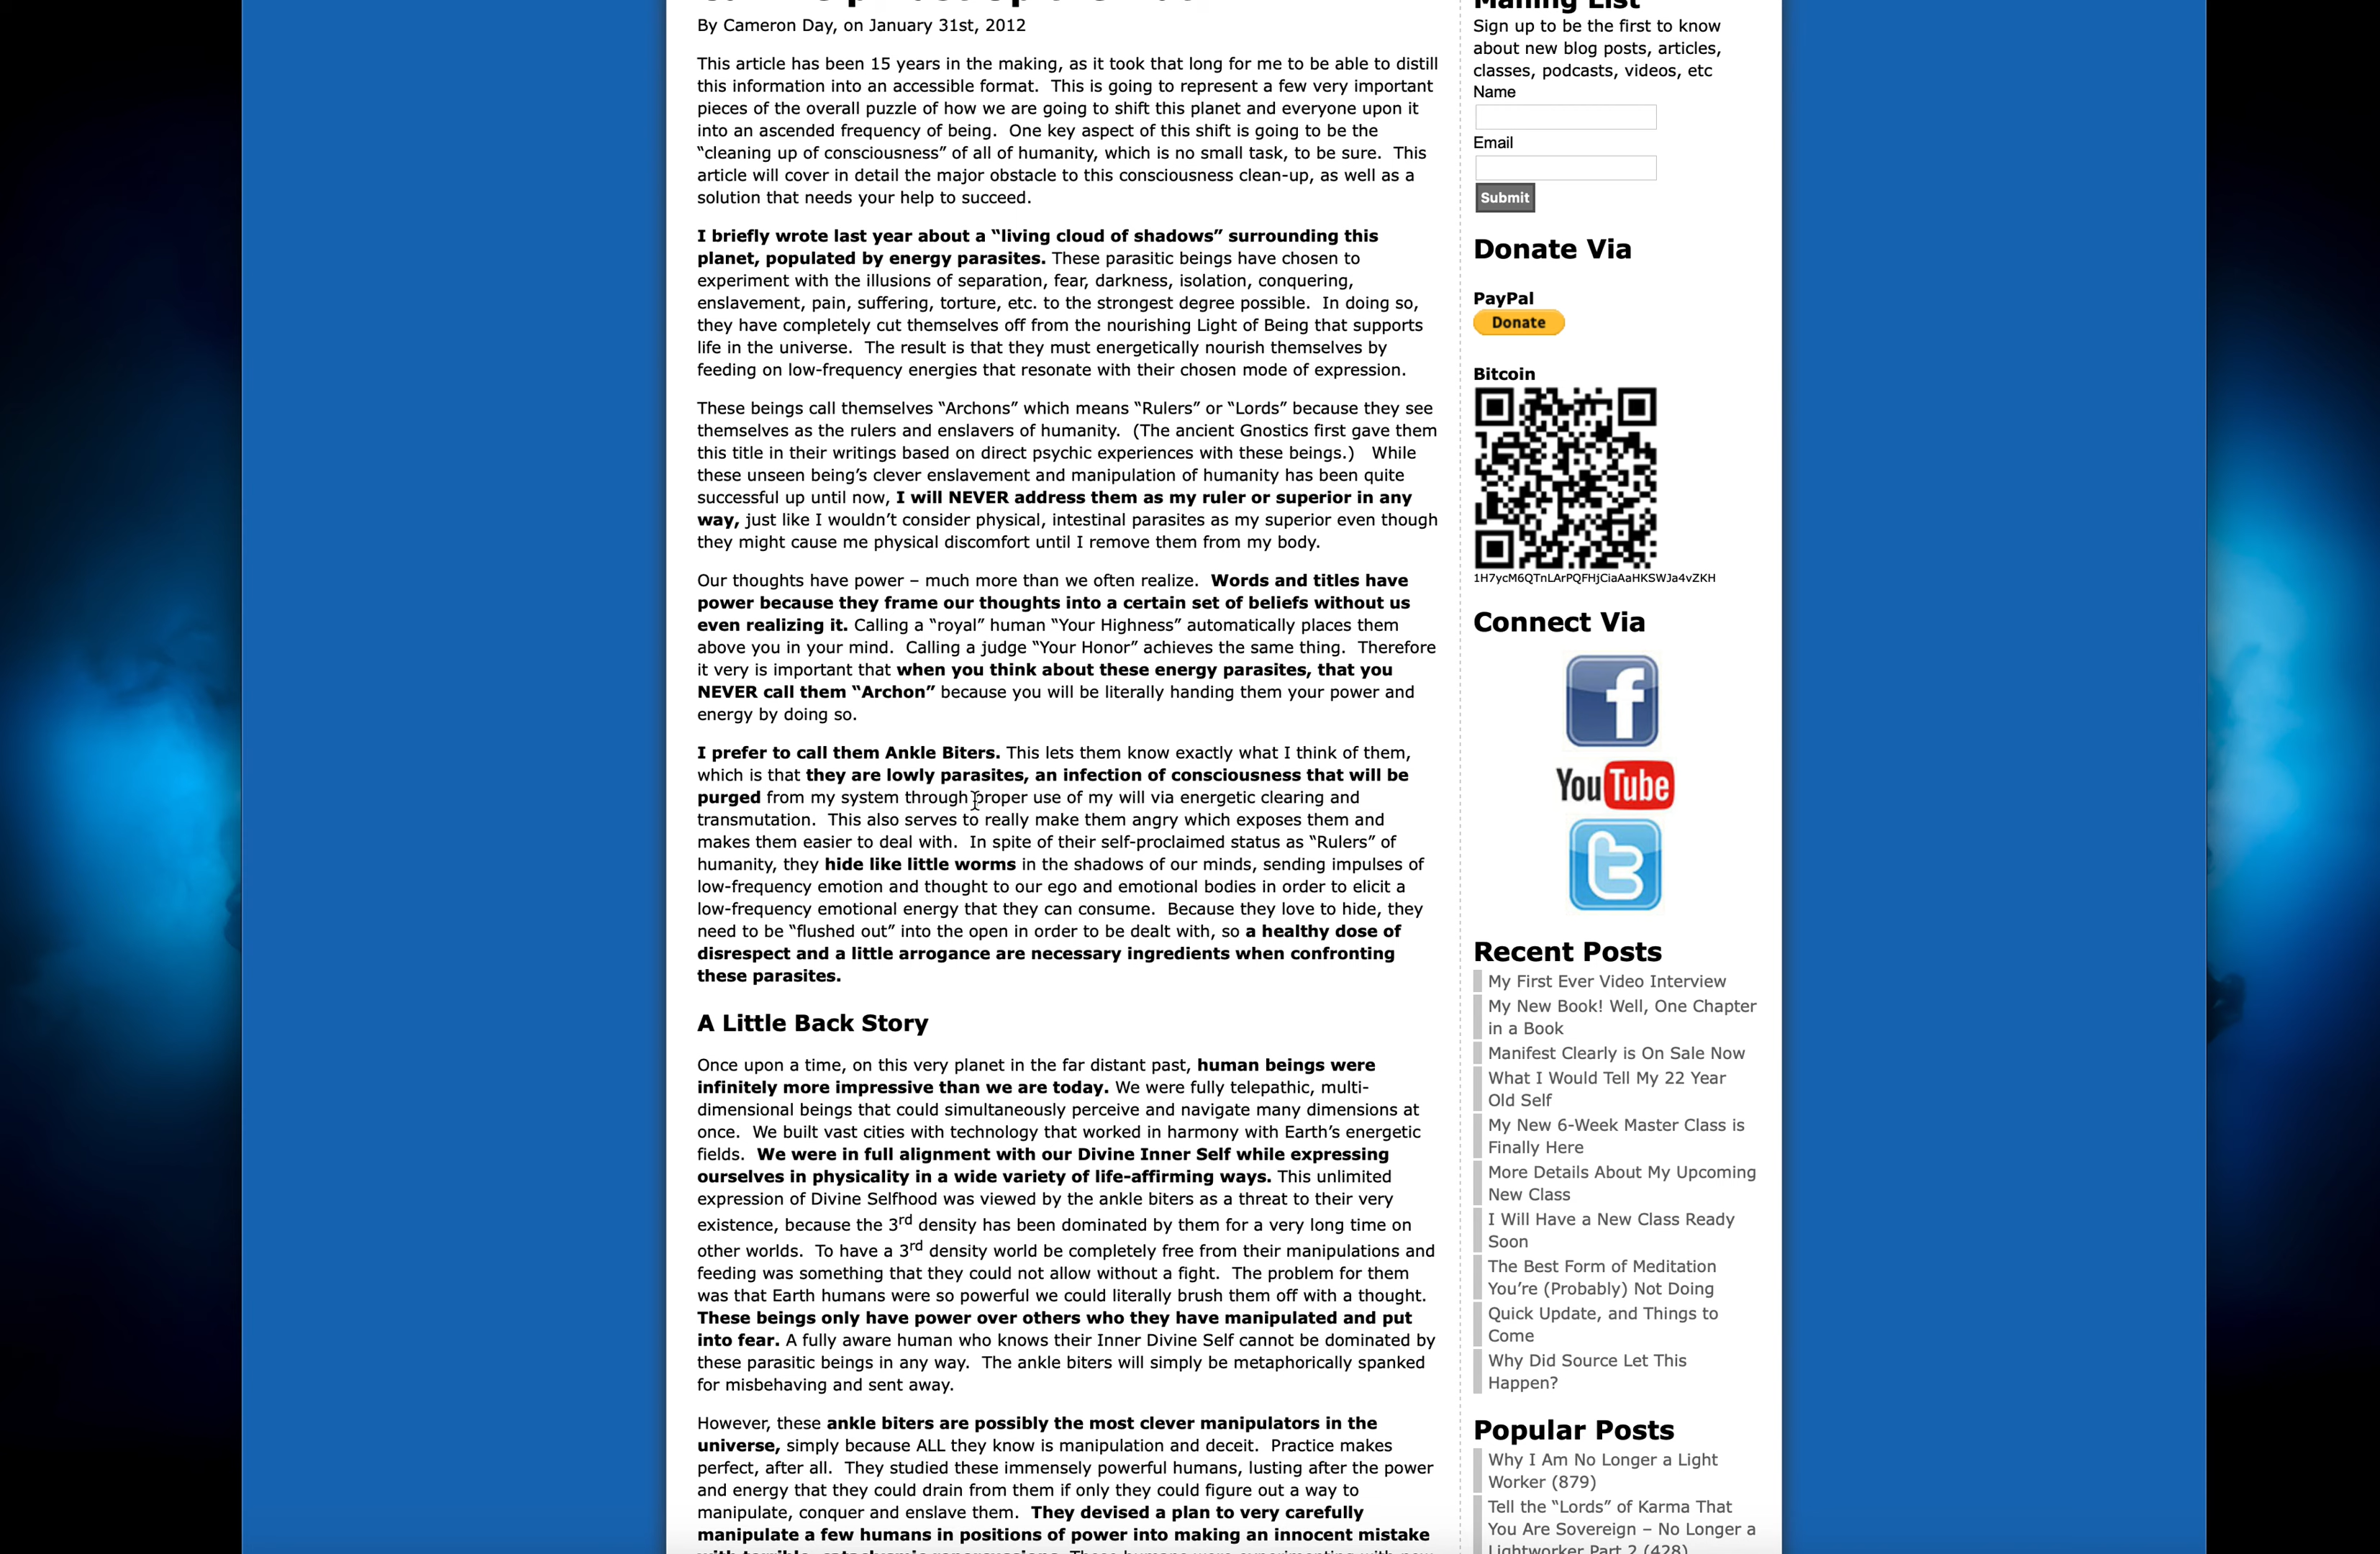 By Cameron Day, on January 31st, 2012
This article has been 15 years in the making, as it took that long for me to be able to distill
this information into an accessible format.  This is going to represent a few very important
pieces of the overall puzzle of how we are going to shift this planet and everyone upon it
into an ascended frequency of being.  One key aspect of this shift is going to be the
“cleaning up of consciousness” of all of humanity, which is no small task, to be sure.  This
article will cover in detail the major obstacle to this consciousness clean-up, as well as a
solution that needs your help to succeed.
I briefly wrote last year about a “living cloud of shadows” surrounding this
planet, populated by energy parasites. These parasitic beings have chosen to
experiment with the illusions of separation, fear, darkness, isolation, conquering,
enslavement, pain, suffering, torture, etc. to the strongest degree possible.  In doing so,
they have completely cut themselves off from the nourishing Light of Being that supports
life in the universe.  The result is that they must energetically nourish themselves by
feeding on low-frequency energies that resonate with their chosen mode of expression.
These beings call themselves “Archons” which means “Rulers” or “Lords” because they see
themselves as the rulers and enslavers of humanity.  (The ancient Gnostics first gave them
this title in their writings based on direct psychic experiences with these beings.)   While
these unseen being’s clever enslavement and manipulation of humanity has been quite
successful up until now, I will NEVER address them as my ruler or superior in any
way, just like I wouldn’t consider physical, intestinal parasites as my superior even though
they might cause me physical discomfort until I remove them from my body.
Our thoughts have power – much more than we often realize.  Words and titles have
power because they frame our thoughts into a certain set of beliefs without us
even realizing it. Calling a “royal” human “Your Highness” automatically places them
above you in your mind.  Calling a judge “Your Honor” achieves the same thing.  Therefore
it very is important that when you think about these energy parasites, that you
NEVER call them “Archon” because you will be literally handing them your power and
energy by doing so.
I prefer to call them Ankle Biters. This lets them know exactly what I think of them,
which is that they are lowly parasites, an infection of consciousness that will be
purged from my system through proper use of my will via energetic clearing and
transmutation.  This also serves to really make them angry which exposes them and
makes them easier to deal with.  In spite of their self-proclaimed status as “Rulers” of
humanity, they hide like little worms in the shadows of our minds, sending impulses of
low-frequency emotion and thought to our ego and emotional bodies in order to elicit a
low-frequency emotional energy that they can consume.  Because they love to hide, they
need to be “flushed out” into the open in order to be dealt with, so a healthy dose of
disrespect and a little arrogance are necessary ingredients when confronting
these parasites.
A Little Back Story
Once upon a time, on this very planet in the far distant past, human beings were
infinitely more impressive than we are today. We were fully telepathic, multi-
dimensional beings that could simultaneously perceive and navigate many dimensions at
once.  We built vast cities with technology that worked in harmony with Earth’s energetic
fields.  We were in full alignment with our Divine Inner Self while expressing
ourselves in physicality in a wide variety of life-affirming ways. This unlimited
expression of Divine Selfhood was viewed by the ankle biters as a threat to their very
existence, because the 3rd density has been dominated by them for a very long time on
other worlds.  To have a 3rd density world be completely free from their manipulations and
feeding was something that they could not allow without a fight.  The problem for them
was that Earth humans were so powerful we could literally brush them off with a thought.
These beings only have power over others who they have manipulated and put
into fear. A fully aware human who knows their Inner Divine Self cannot be dominated by
these parasitic beings in any way.  The ankle biters will simply be metaphorically spanked
for misbehaving and sent away.
However, these ankle biters are possibly the most clever manipulators in the
universe, simply because ALL they know is manipulation and deceit.  Practice makes
perfect, after all.  They studied these immensely powerful humans, lusting after the power
and energy that they could drain from them if only they could figure out a way to
manipulate, conquer and enslave them.  They devised a plan to very carefully
manipulate a few humans in positions of power into making an innocent mistake
Mailing List
Sign up to be the first to know
about new blog posts, articles,
classes, podcasts, videos, etc
Name
Email
Submit
Donate Via
PayPal
Donate
Bitcoin
1H7ycM6QTnLArPQFHjCiaAaHKSWJa4vZKH
Connect Via
f
YouTube
t
Recent Posts
My First Ever Video Interview
My New Book! Well, One Chapter
in a Book
Manifest Clearly is On Sale Now
What I Would Tell My 22 Year
Old Self
My New 6-Week Master Class is
Finally Here
More Details About My Upcoming
New Class
I Will Have a New Class Ready
Soon
The Best Form of Meditation
You’re (Probably) Not Doing
Quick Update, and Things to
Come
Why Did Source Let This
Happen?
Popular Posts
Why I Am No Longer a Light
Worker (879)
Tell the “Lords” of Karma That
You Are Sovereign – No Longer a
Lightworker Part 2 (428)